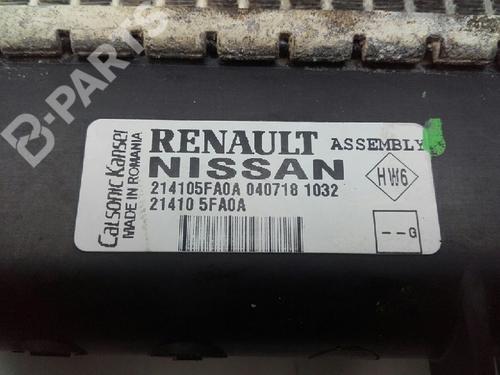 B-PARTS
Calsonic Kansei
MADE IN ROMANIA
RENAULT ASSEMBLY
NISSAN
214105FA0A 040718 1032
21410 5FA0A
HW6
--G